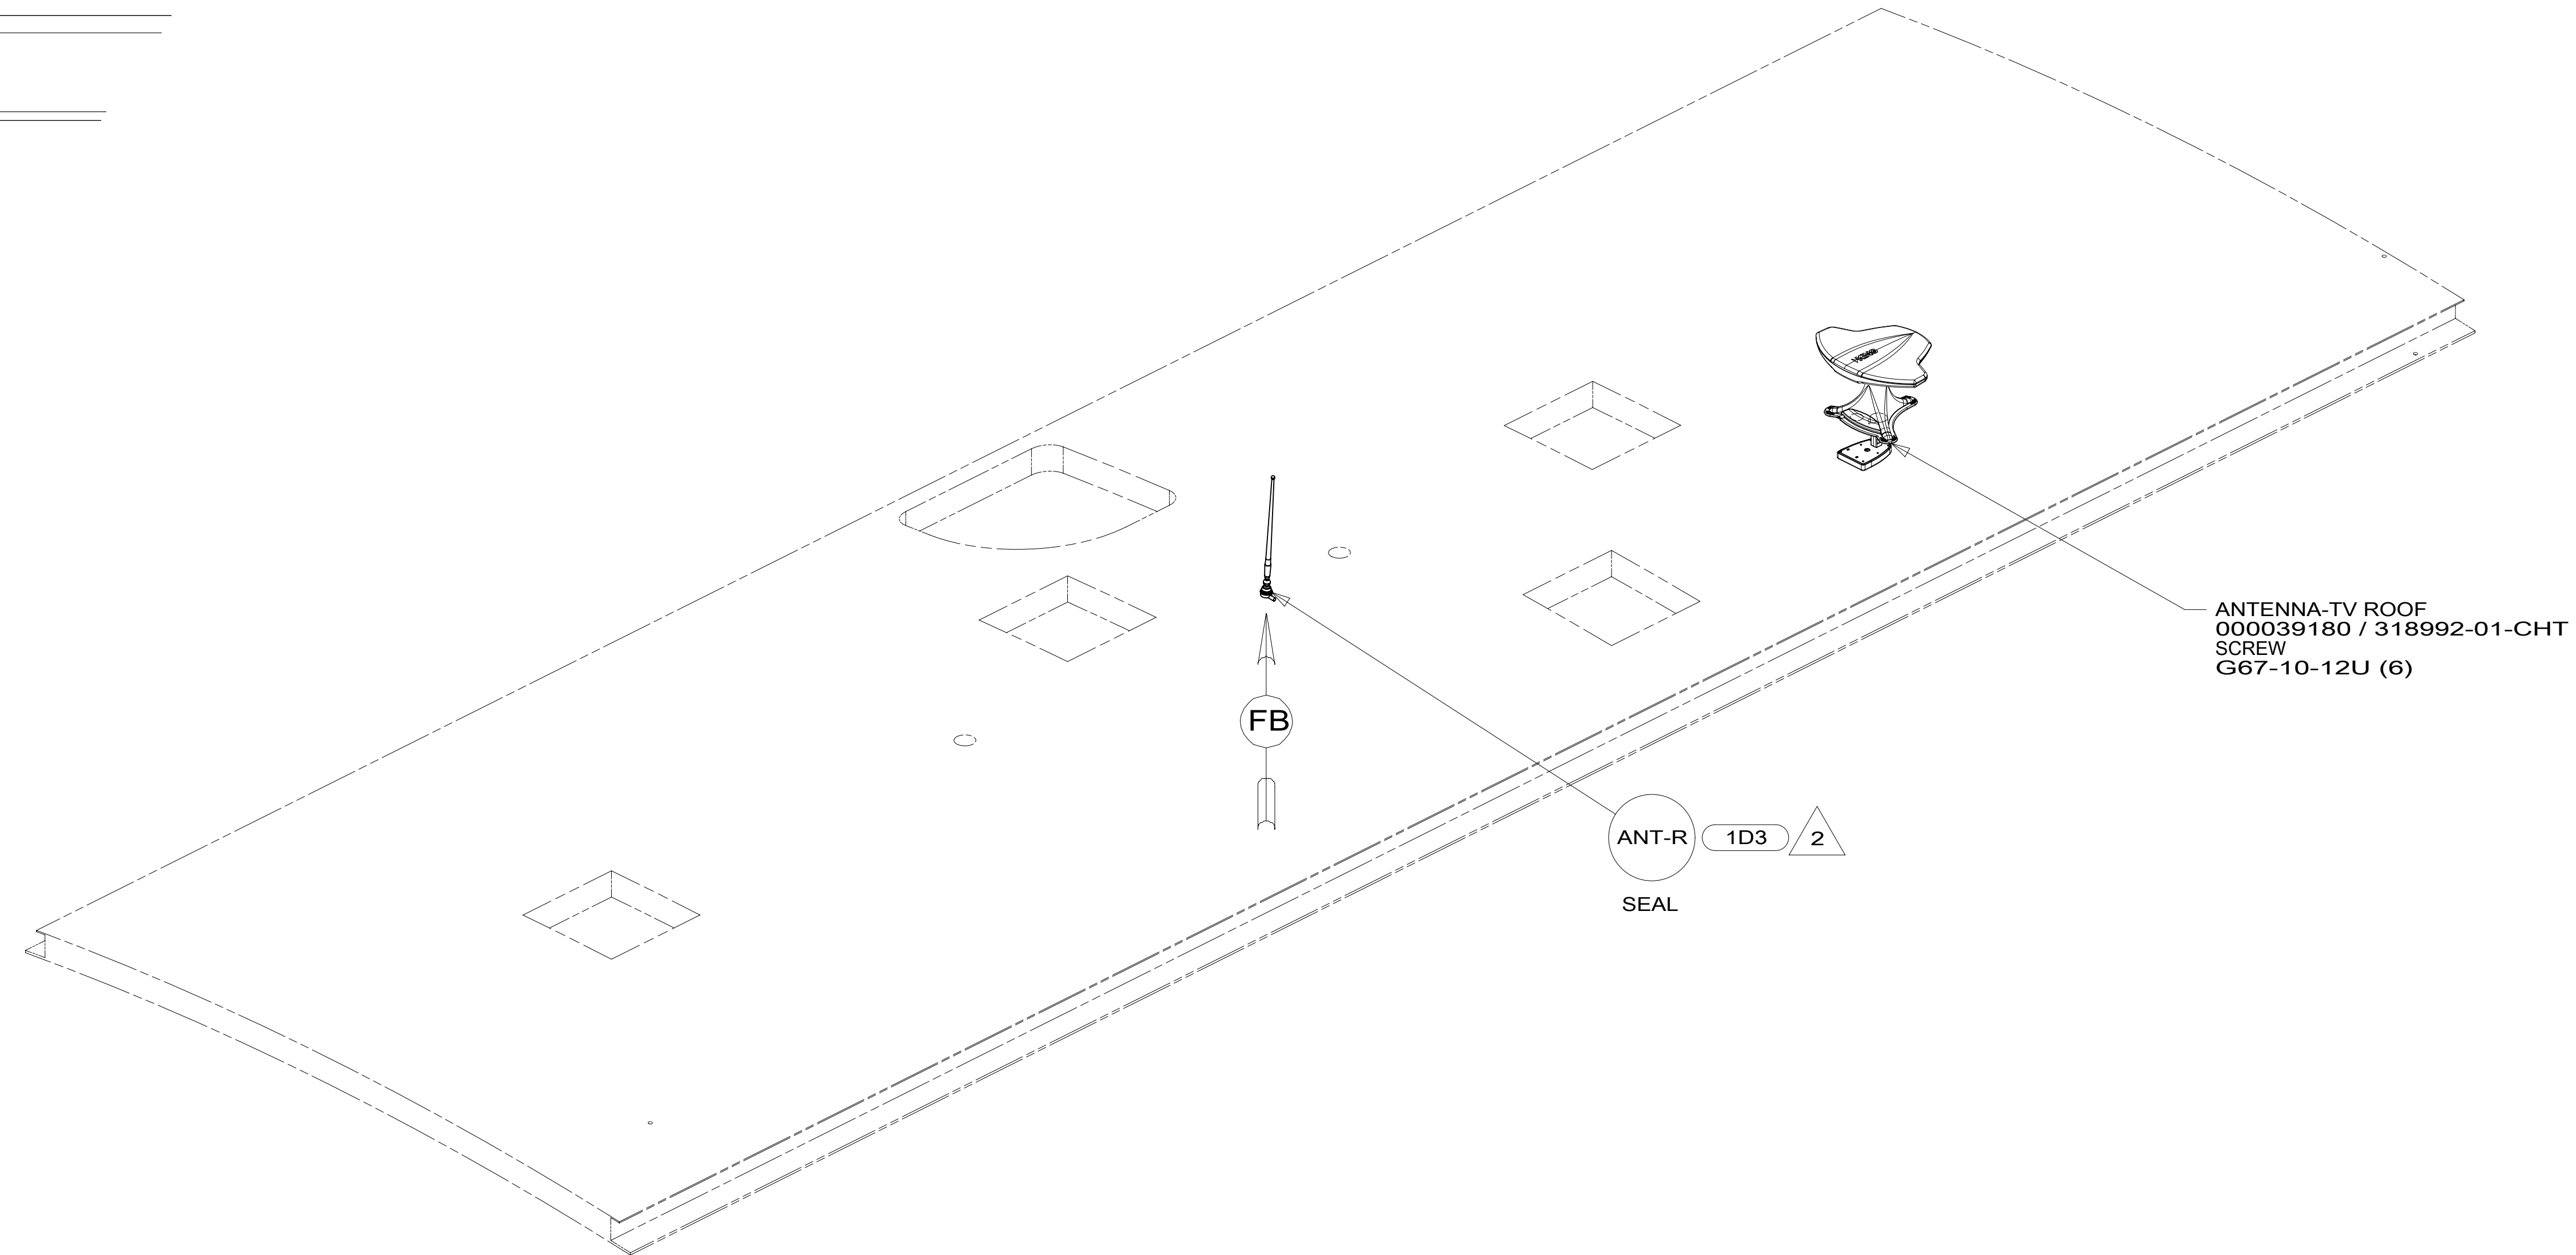 ANTENNA-TV ROOF
000039180 / 318992-01-CHT
SCREW
G67-10-12U (6)
FB
ANT-R 1D3 2
SEAL